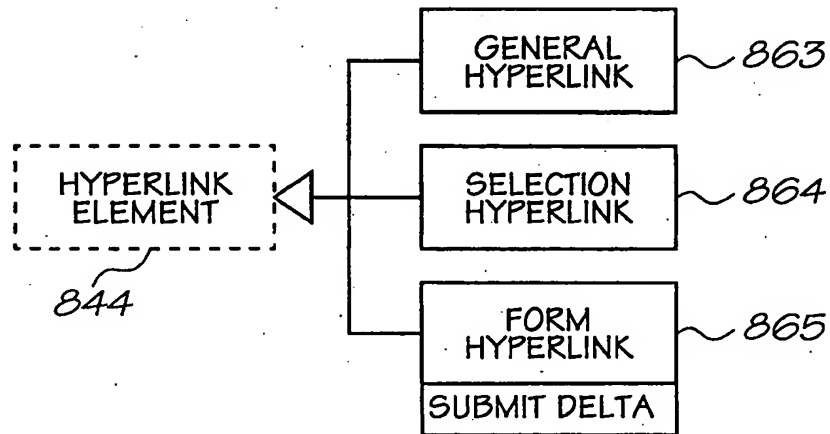 GENERAL
HYPERLINK
863
HYPERLINK
ELEMENT
844
SELECTION
HYPERLINK
864
FORM
HYPERLINK
865
SUBMIT DELTA